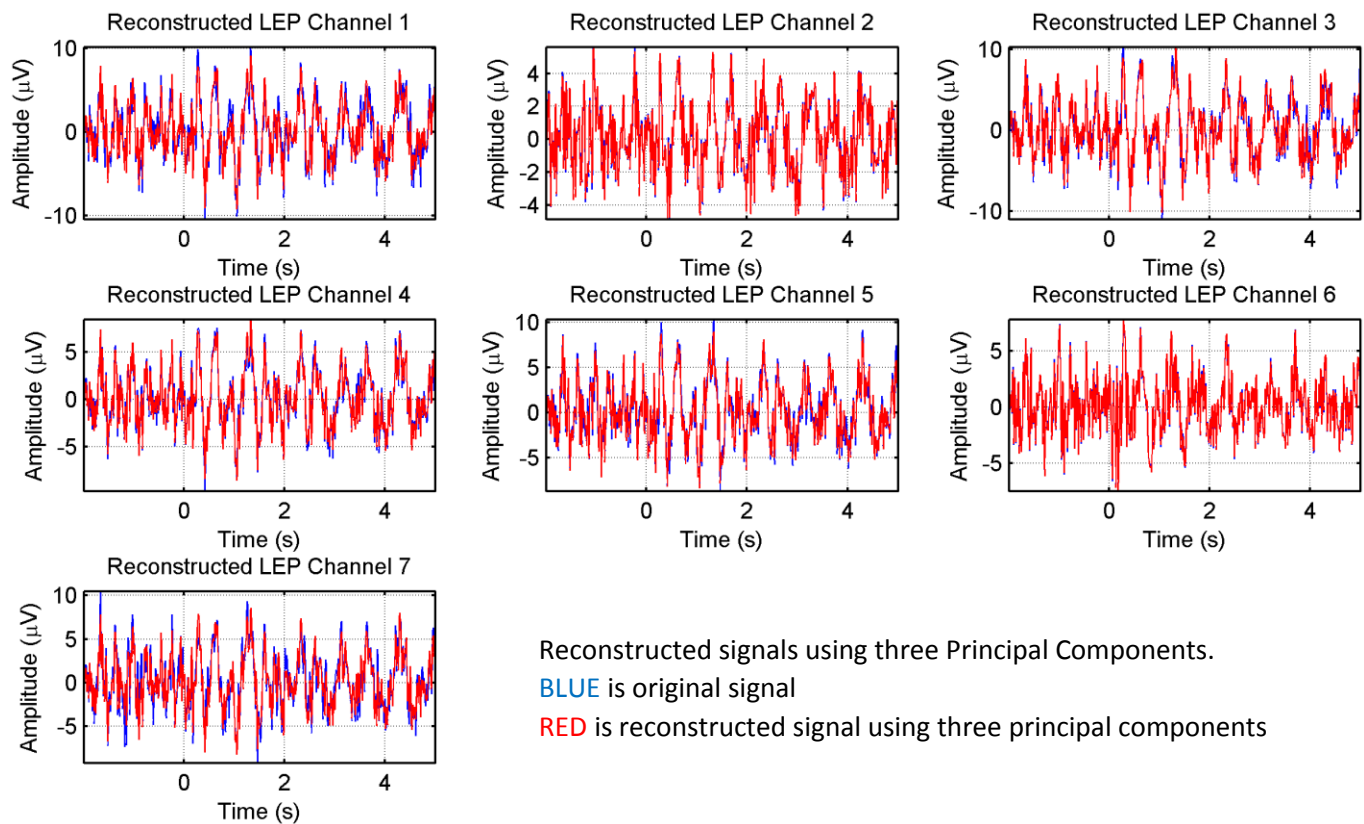 Reconstructed LEP Channel 1
10
0
-10
Amplitude (μV)
0 2 4
Time (s)
Reconstructed LEP Channel 2
4
2
0
-2
-4
Amplitude (μV)
0 2 4
Time (s)
Reconstructed LEP Channel 3
10
0
-10
Amplitude (μV)
0 2 4
Time (s)
Reconstructed LEP Channel 4
5
0
-5
Amplitude (μV)
0 2 4
Time (s)
Reconstructed LEP Channel 5
10
5
0
-5
Amplitude (μV)
0 2 4
Time (s)
Reconstructed LEP Channel 6
5
0
-5
Amplitude (μV)
0 2 4
Time (s)
Reconstructed LEP Channel 7
10
5
0
-5
Amplitude (μV)
0 2 4
Time (s)
Reconstructed signals using three Principal Components.
BLUE is original signal
RED is reconstructed signal using three principal components